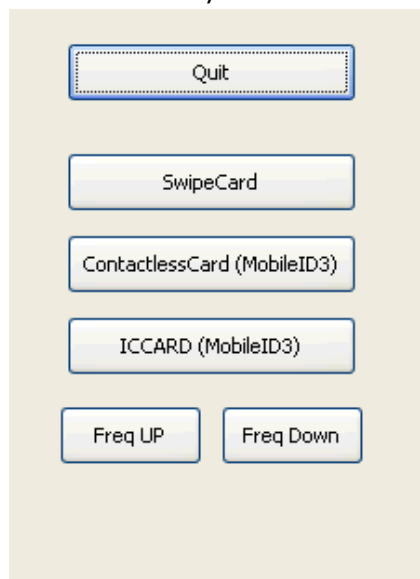 Quit
SwipeCard
ContactlessCard (MobileID3)
ICCARD (MobileID3)
Freq UP Freq Down